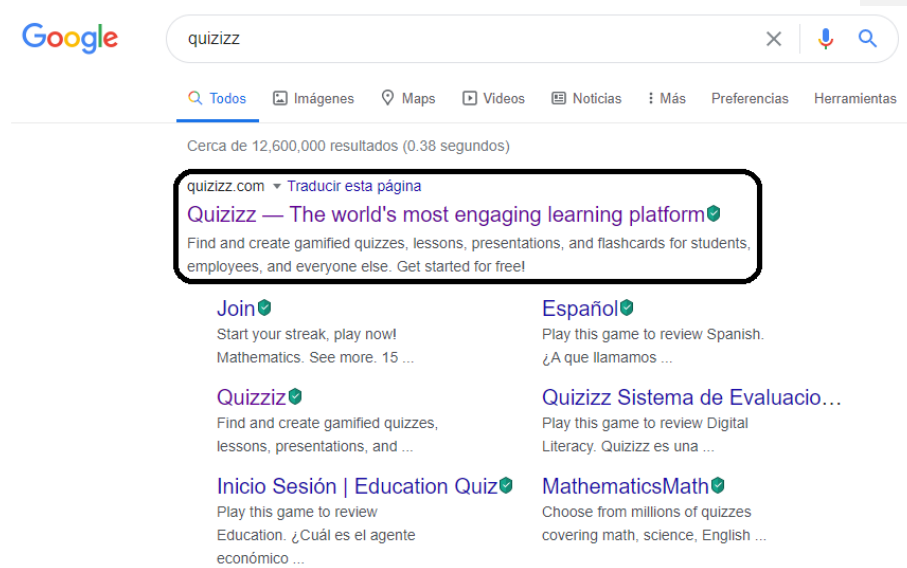 Google
quizizz
Todos Imágenes Maps Videos Noticias Más Preferencias Herramientas
Cerca de 12,600,000 resultados (0.38 segundos)
quizizz.com Traducir esta página
Quizizz — The world's most engaging learning platform
Find and create gamified quizzes, lessons, presentations, and flashcards for students,
employees, and everyone else. Get started for free!
Join
Start your streak, play now!
Mathematics. See more. 15 ...
Español
Play this game to review Spanish.
¿A que llamamos ...
Quizziz
Find and create gamified quizzes,
lessons, presentations, and ...
Quizizz Sistema de Evaluacio...
Play this game to review Digital
Literacy. Quizizz es una ...
Inicio Sesión | Education Quiz
Play this game to review
Education. ¿Cuál es el agente
económico ...
MathematicsMath
Choose from millions of quizzes
covering math, science, English ...